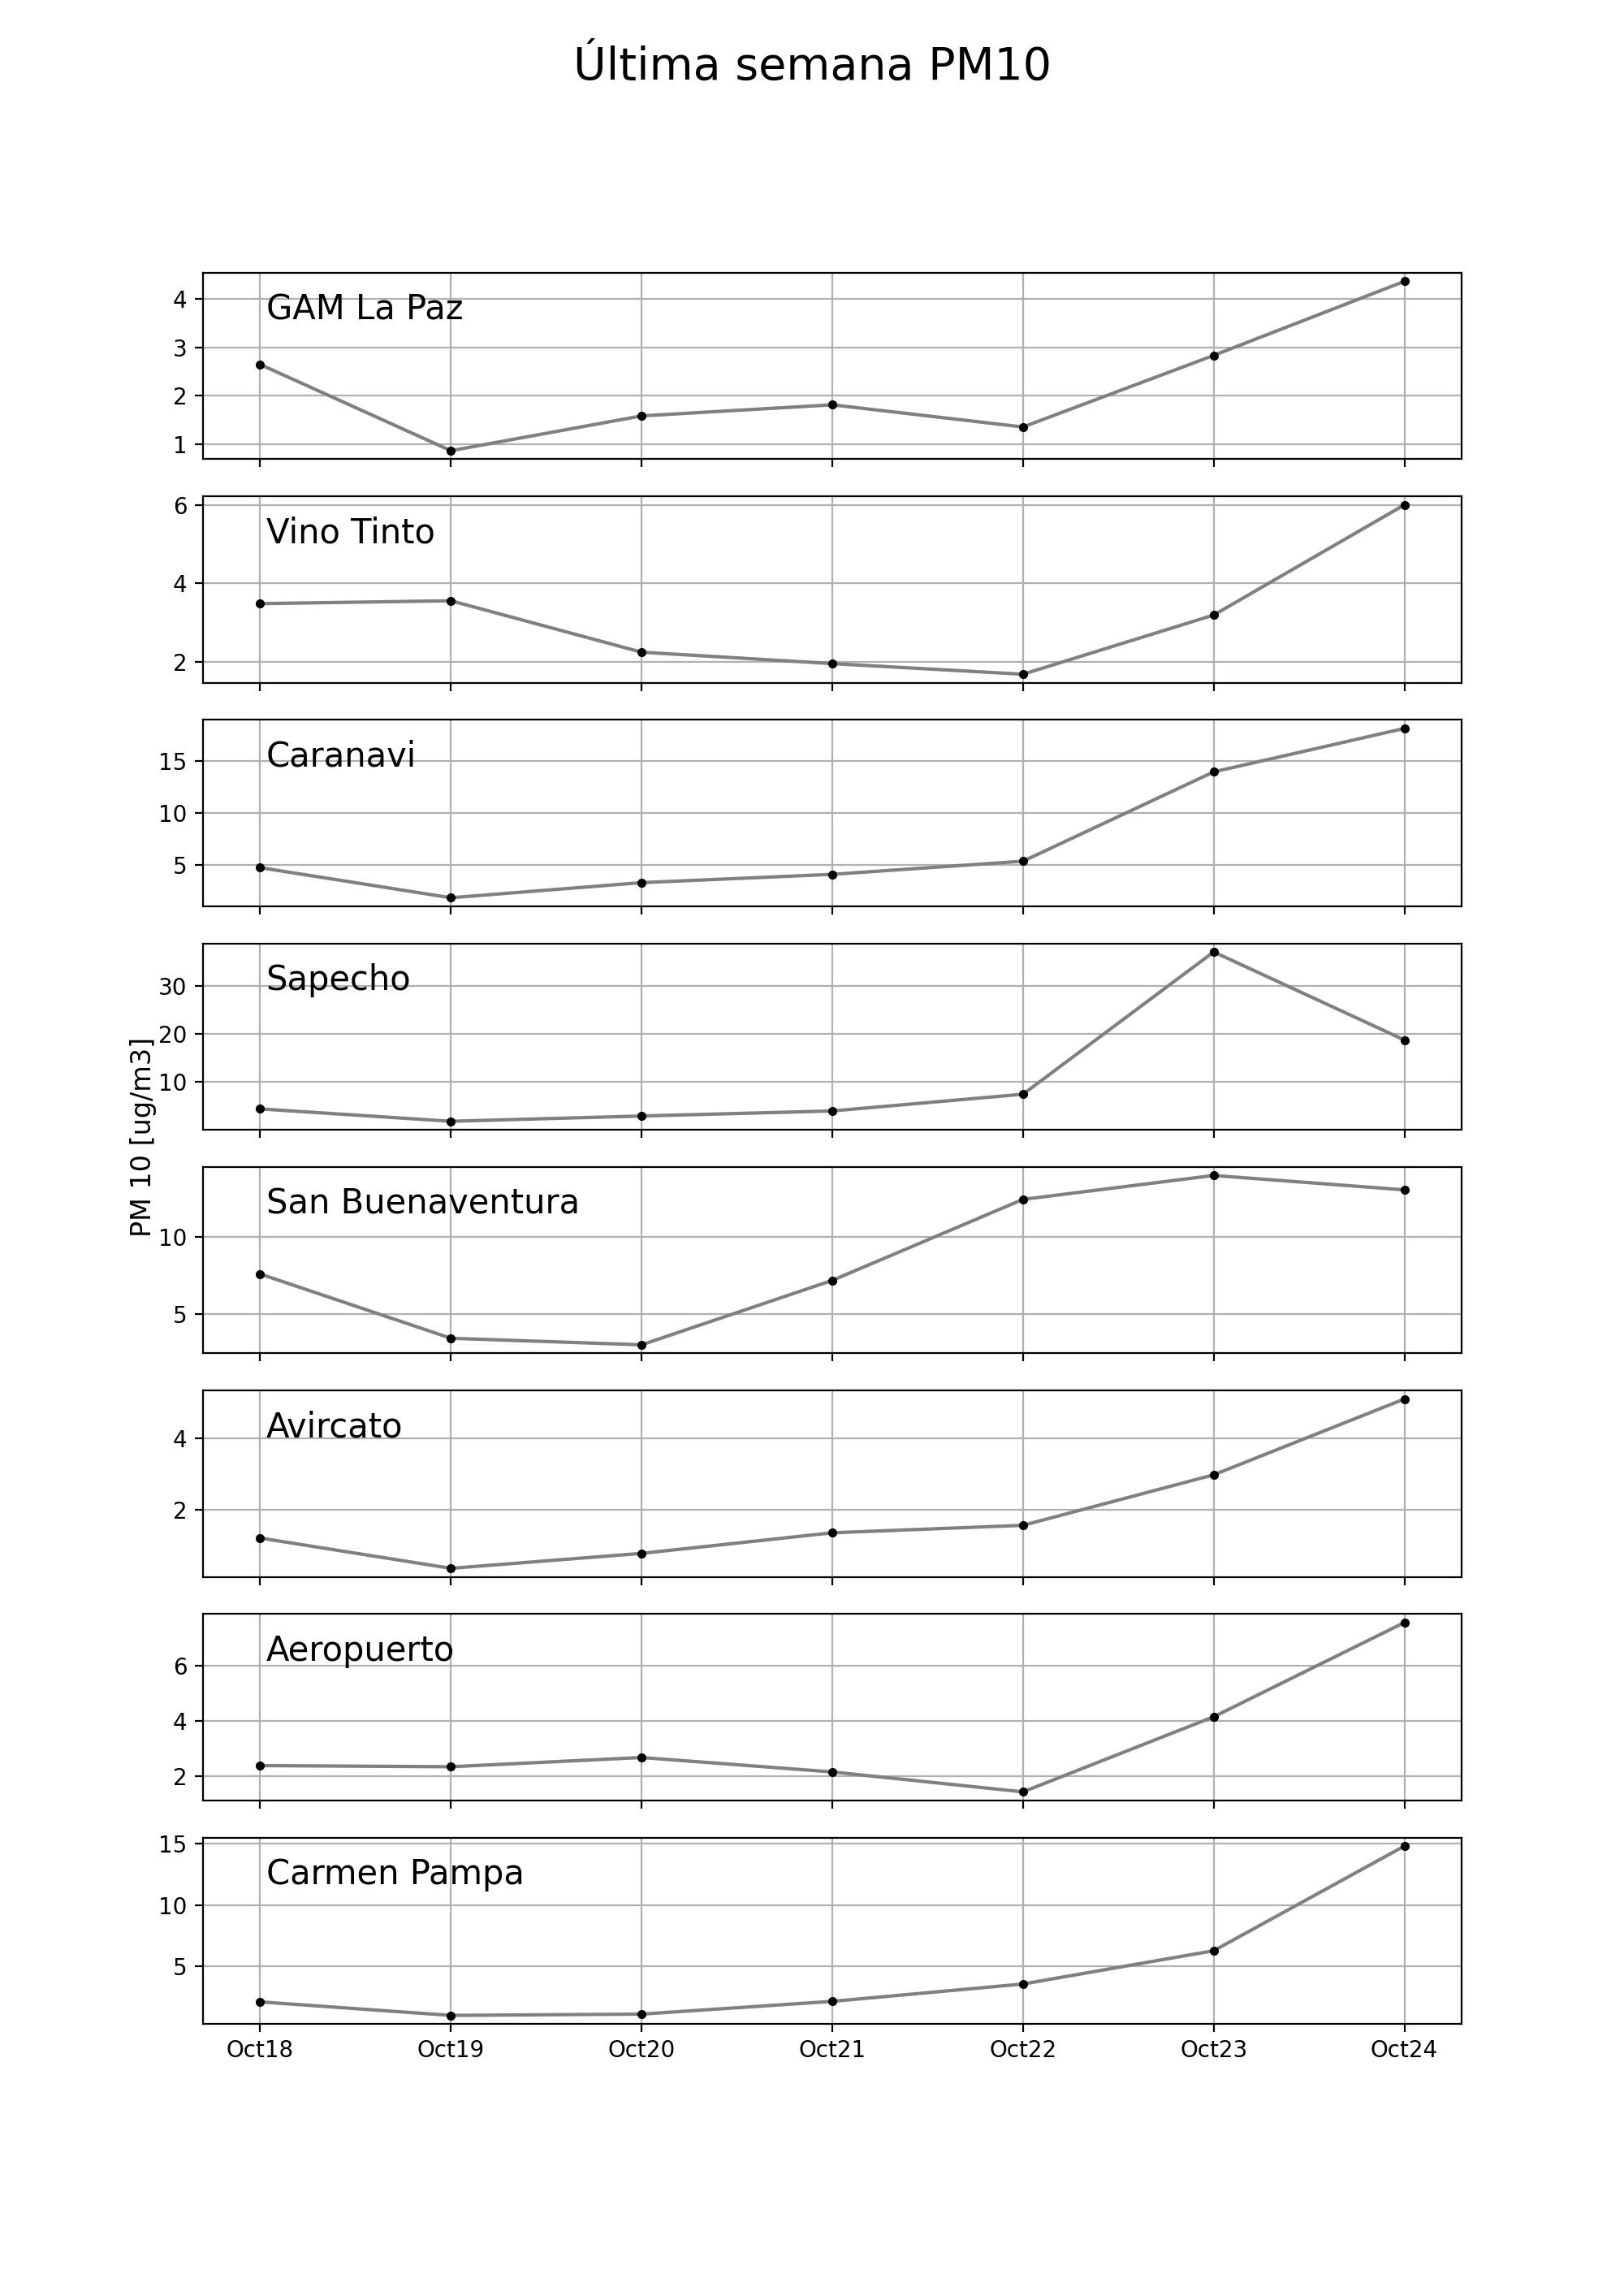 Última semana PM10
GAM La Paz
4
3
2
1
Vino Tinto
6
4
2
Caranavi
15
10
5
Sapecho
30
20
10
PM 10 [ug/m3]
San Buenaventura
10
5
Avircato
4
2
Aeropuerto
6
4
2
Carmen Pampa
15
10
5
Oct18 Oct19 Oct20 Oct21 Oct22 Oct23 Oct24